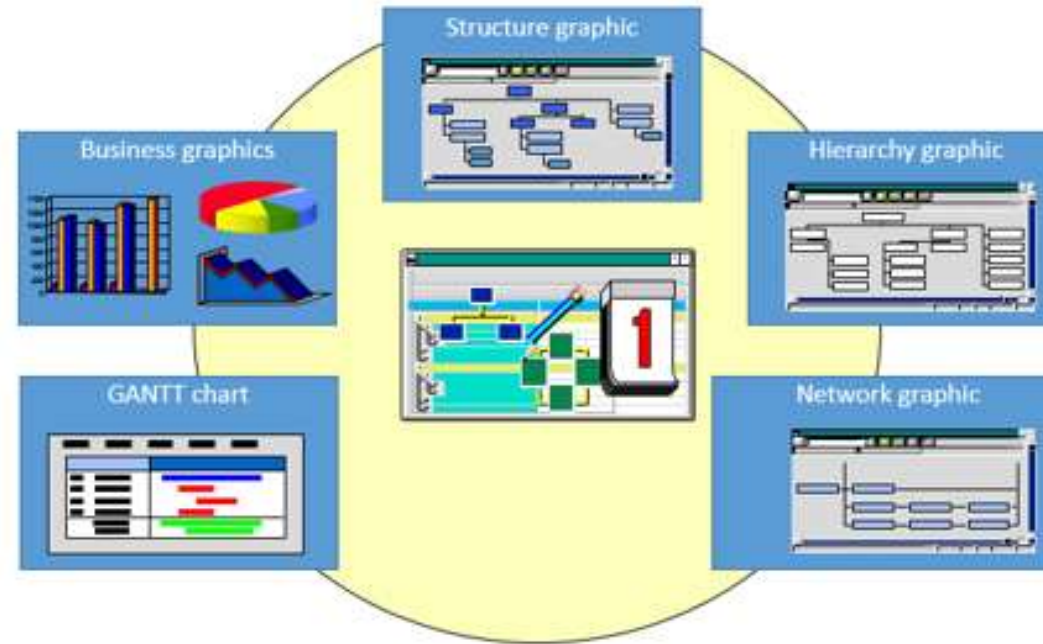 Structure graphic
Business graphics
Hierarchy graphic
1
GANTT chart
Network graphic